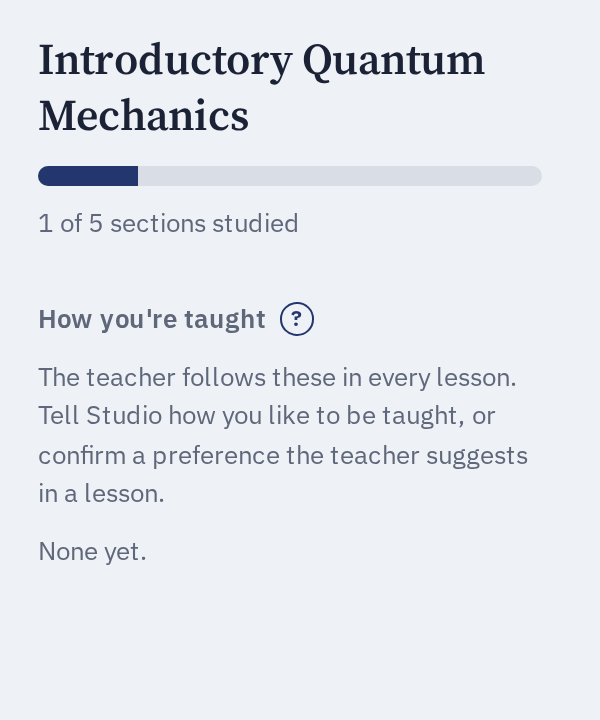 Introductory Quantum
Mechanics
1 of 5 sections studied
How you're taught ?
The teacher follows these in every lesson.
Tell Studio how you like to be taught, or
confirm a preference the teacher suggests
in a lesson.
None yet.